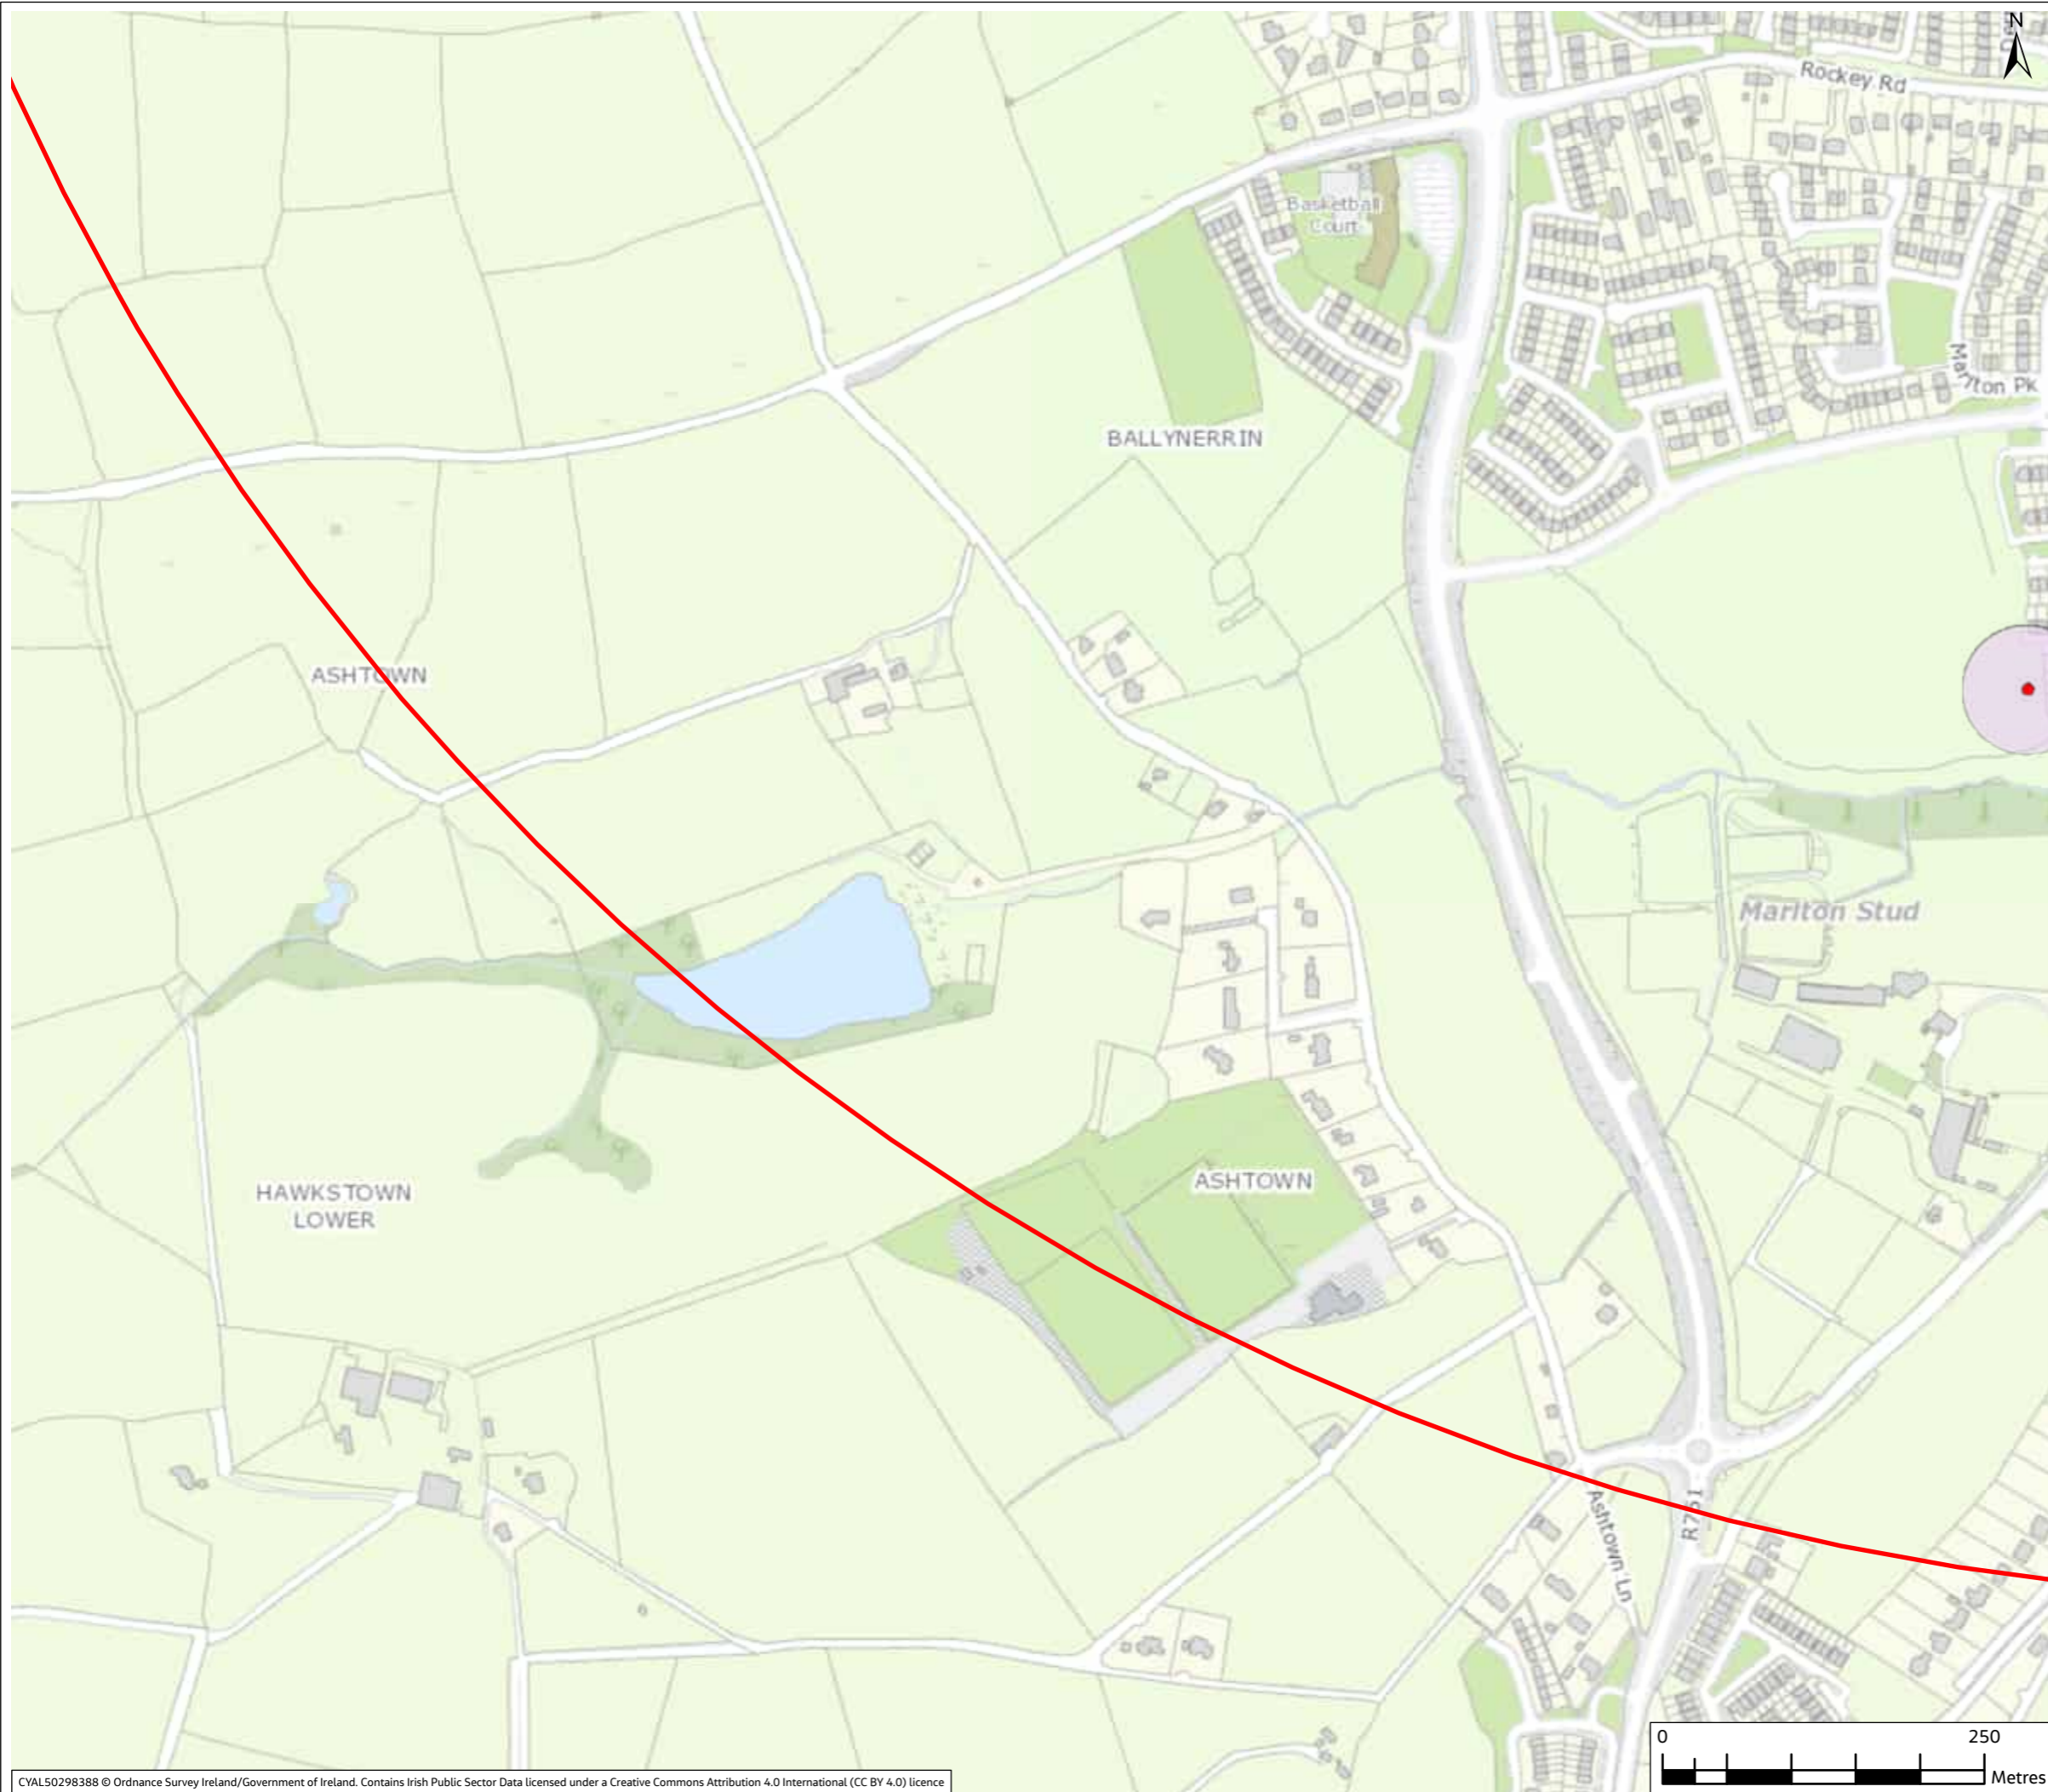 N
Rockey Rd
Basketball
Court
Marlton Pk
BALLYNERRIN
ASHTOWN
Marlton Stud
ASHTOWN
HAWKSTOWN
LOWER
R751
Ashtown Ln
0 250
Metres
CYAL50298388 © Ordnance Survey Ireland/Government of Ireland. Contains Irish Public Sector Data licensed under a Creative Commons Attribution 4.0 International (CC BY 4.0) licence